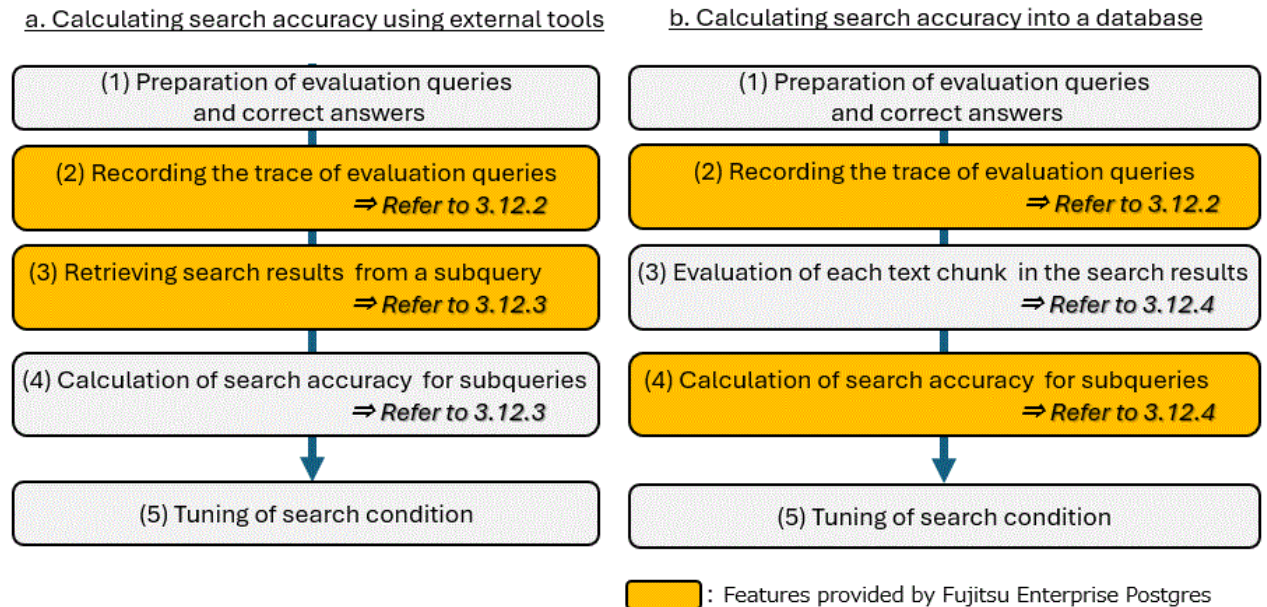 a. Calculating search accuracy using external tools
(1) Preparation of evaluation queries
and correct answers
(2) Recording the trace of evaluation queries
⇒ Refer to 3.12.2
(3) Retrieving search results from a subquery
⇒ Refer to 3.12.3
(4) Calculation of search accuracy for subqueries
⇒ Refer to 3.12.3
(5) Tuning of search condition
b. Calculating search accuracy into a database
(1) Preparation of evaluation queries
and correct answers
(2) Recording the trace of evaluation queries
⇒ Refer to 3.12.2
(3) Evaluation of each text chunk in the search results
⇒ Refer to 3.12.4
(4) Calculation of search accuracy for subqueries
⇒ Refer to 3.12.4
(5) Tuning of search condition
: Features provided by Fujitsu Enterprise Postgres